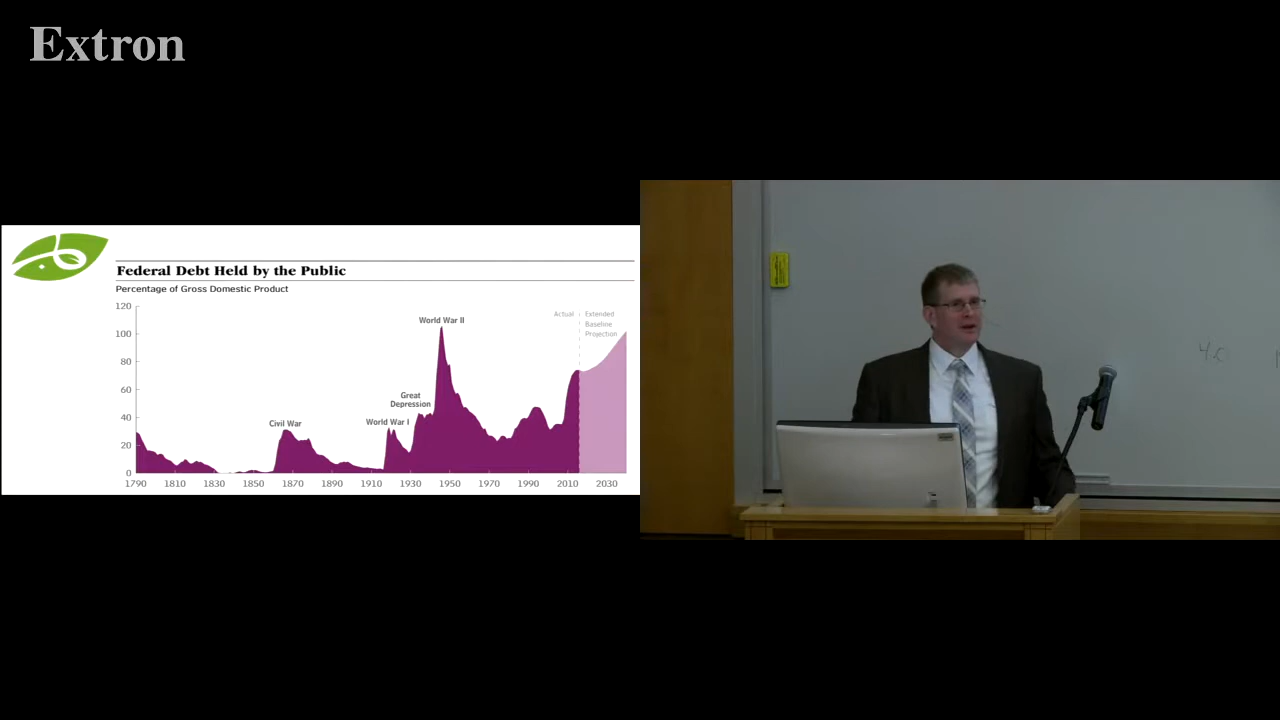 Extron
Federal Debt Held by the Public
Percentage of Gross Domestic Product
120
100
80
60
40
20
0
World War II
Actual
Extended
Baseline
Projection
Great
Depression
World War I
Civil War
1790
1810
1830
1850
1870
1890
1910
1930
1950
1970
1990
2010
2030
4.0